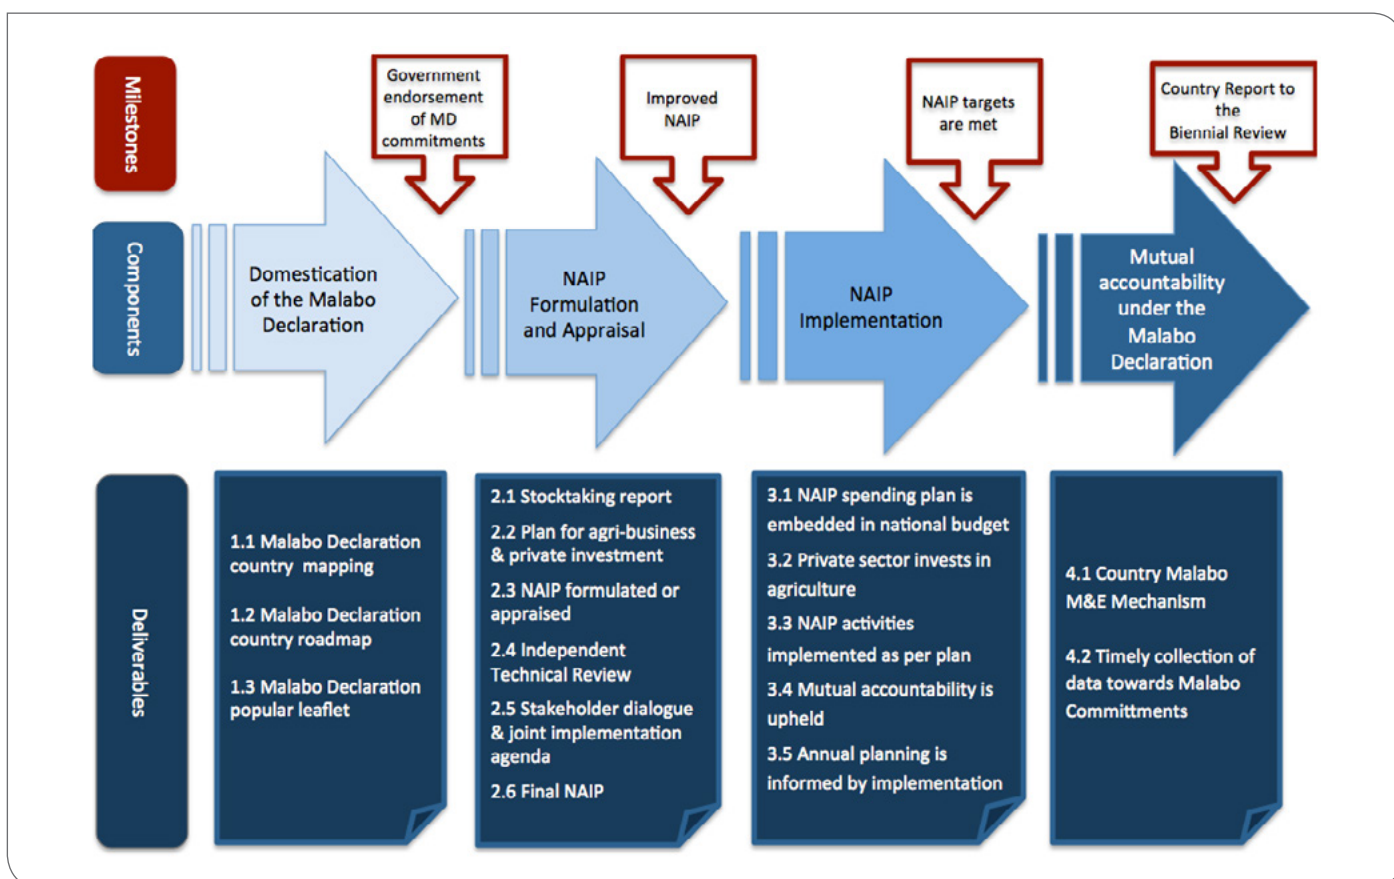 Milestones
Government
endorsement
of MD
commitments
Improved
NAIP
NAIP targets
are met
Country Report to
the
Biennial Review
Components
Domestication
of the Malabo
Declaration
NAIP
Formulation
and Appraisal
NAIP
Implementation
Mutual
accountability
under the
Malabo
Declaration
Deliverables
1.1 Malabo Declaration
country mapping
1.2 Malabo Declaration
country roadmap
1.3 Malabo Declaration
popular leaflet
2.1 Stocktaking report
2.2 Plan for agri-business
& private investment
2.3 NAIP formulated or
appraised
2.4 Independent
Technical Review
2.5 Stakeholder dialogue
& joint implementation
agenda
2.6 Final NAIP
3.1 NAIP spending plan is
embedded in national budget
3.2 Private sector invests in
agriculture
3.3 NAIP activities
implemented as per plan
3.4 Mutual accountability is
upheld
3.5 Annual planning is
informed by implementation
4.1 Country Malabo
M&E Mechanism
4.2 Timely collection of
data towards Malabo
Committments